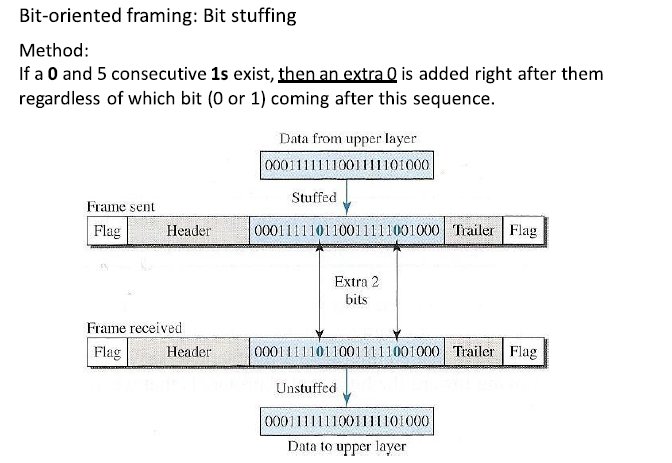 Bit-oriented framing: Bit stuffing
Method:
If a 0 and 5 consecutive 1s exist, then an extra 0 is added right after them
regardless of which bit (0 or 1) coming after this sequence.
Data from upper layer
0001111111001111101000
Stuffed
Frame sent
Flag Header 000111110110011111001000 Trailer Flag
Extra 2
bits
Frame received
Flag Header 000111110110011111001000 Trailer Flag
Unstuffed
0001111111001111101000
Data to upper layer